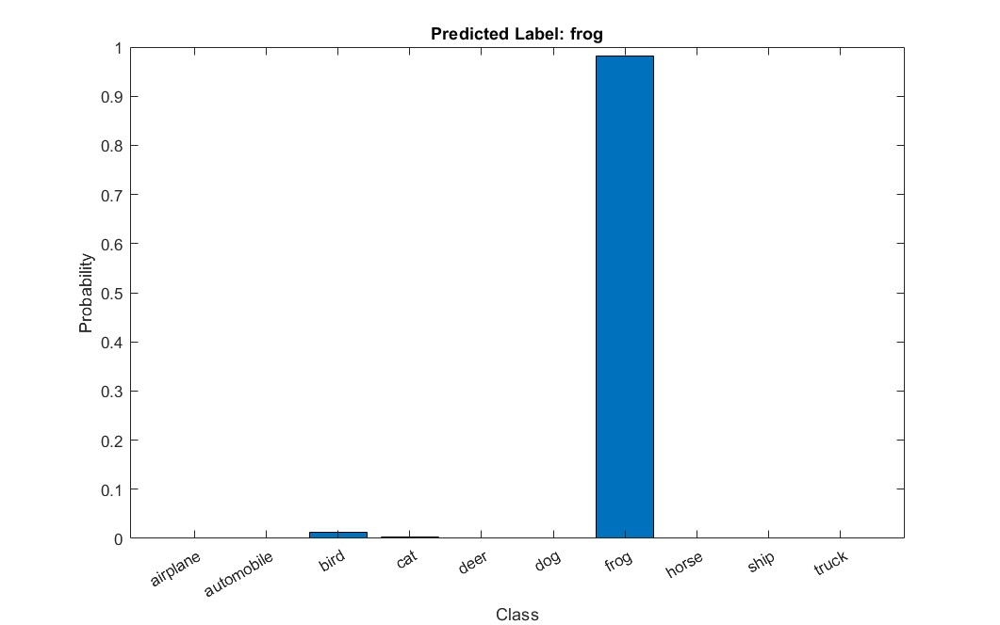 Predicted Label: frog
1
0.9
0.8
0.7
0.6
0.5
0.4
0.3
0.2
0.1
0
Probability
airplane
automobile
bird
cat
deer
dog
frog
horse
ship
truck
Class